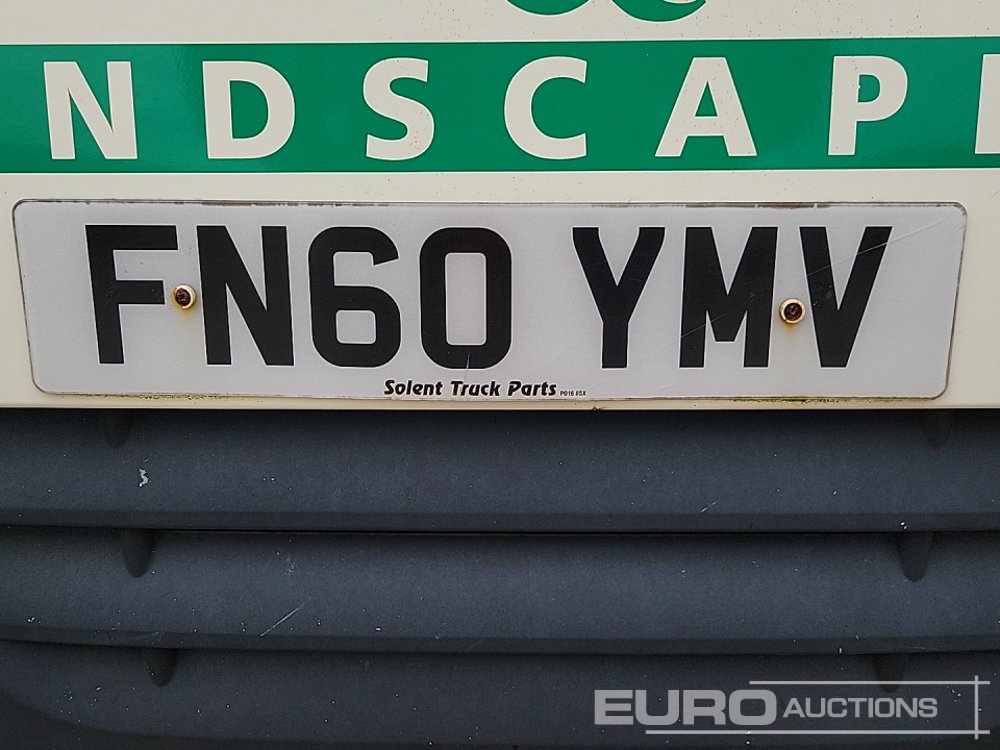 NDSCAP
FN60 YMV
Solent Truck Parts
EURO AUCTIONS